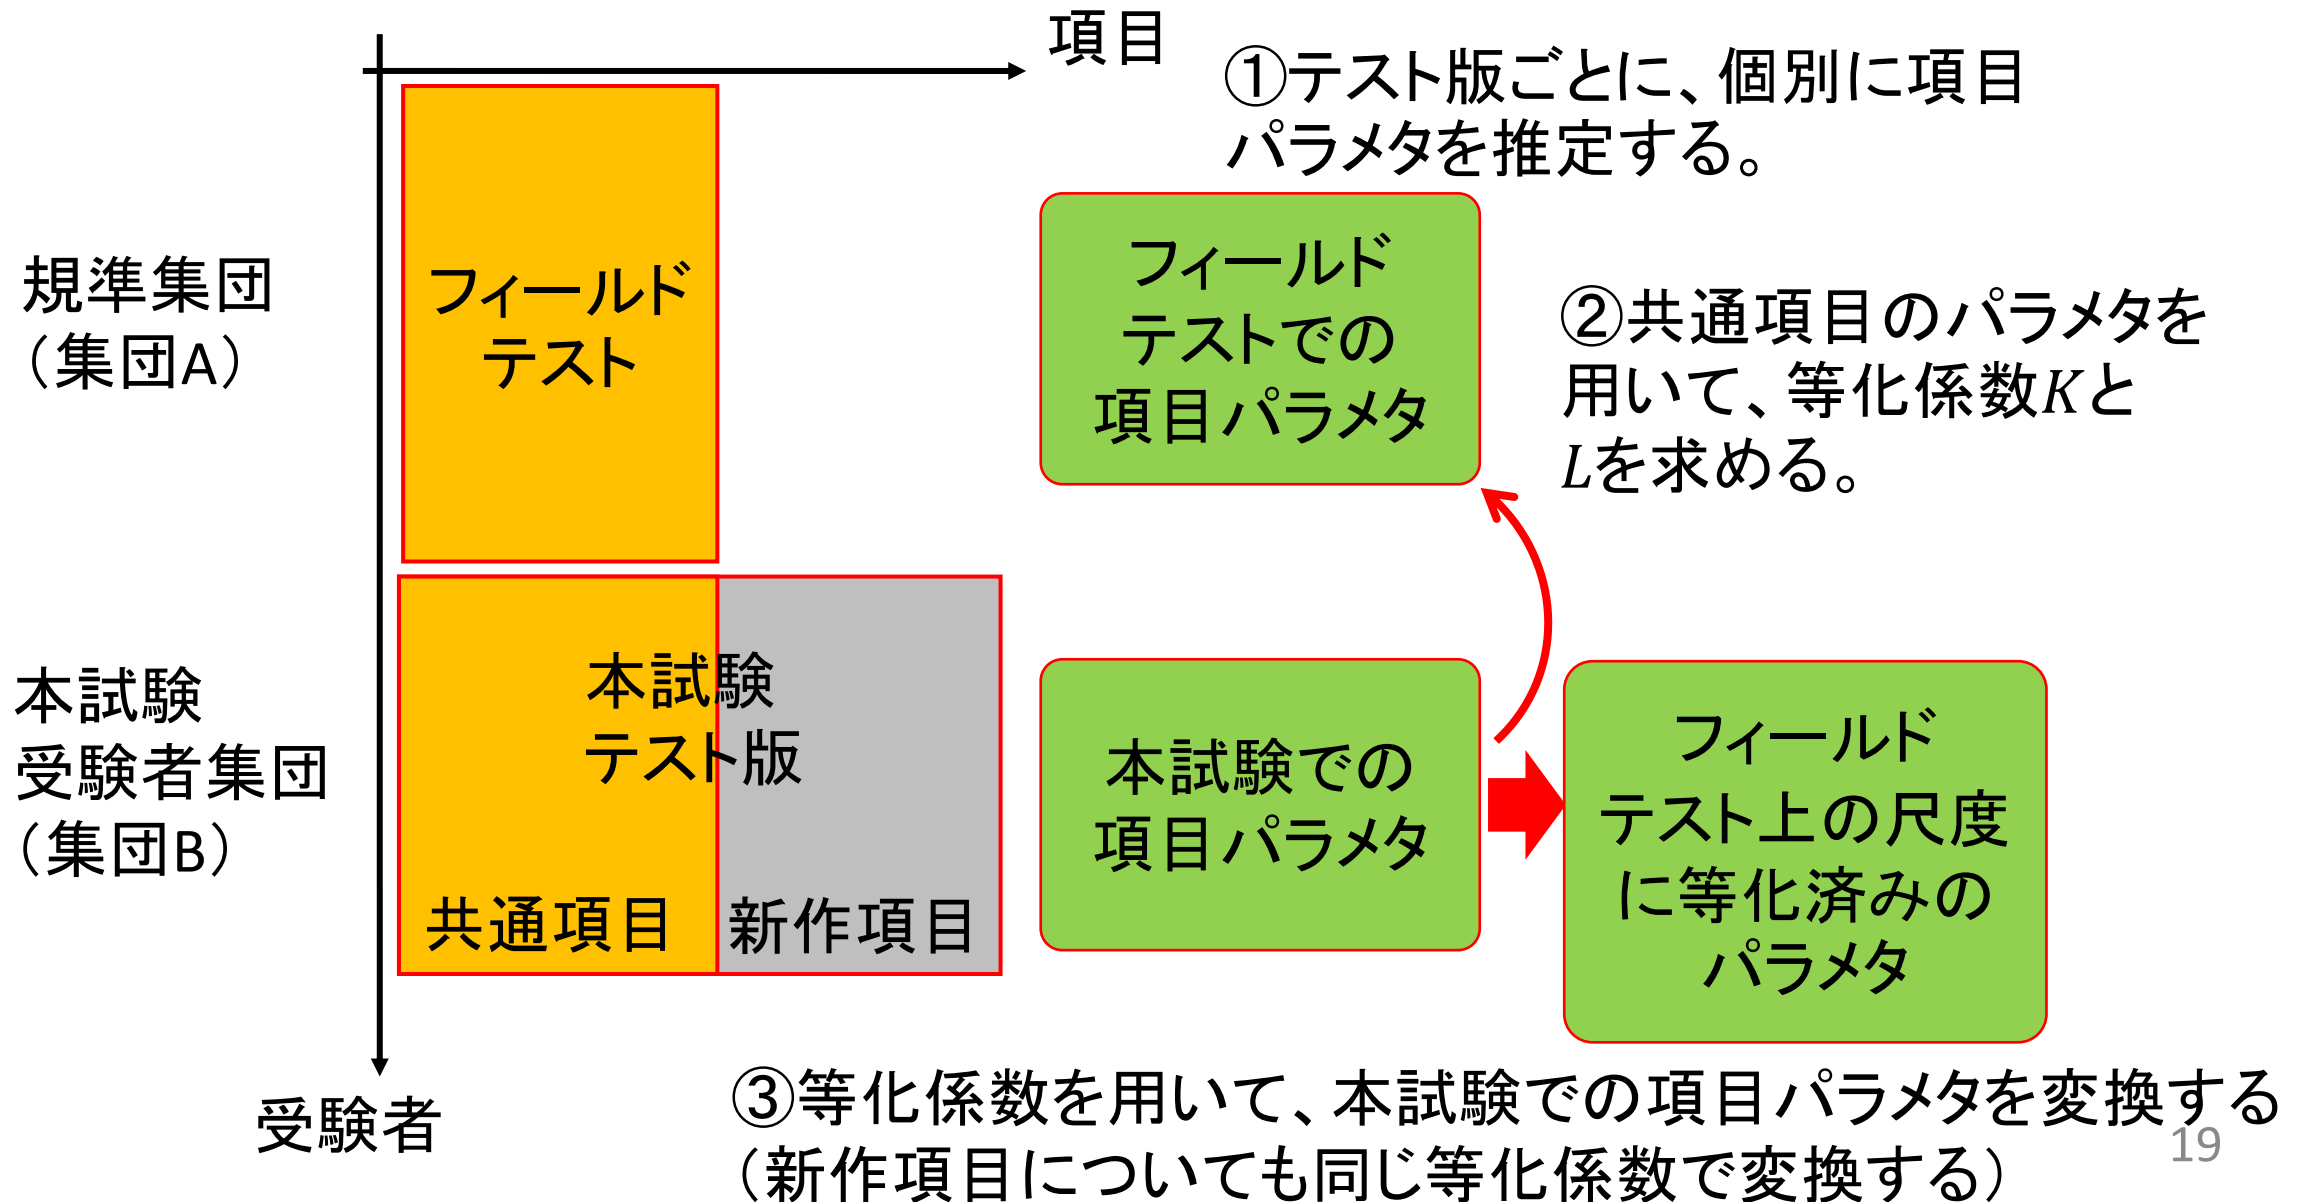 項目
①テスト版ごとに、個別に項目
パラメタを推定する。
規準集団
（集団A）
フィールド
テスト
フィールド
テストでの
項目パラメタ
②共通項目のパラメタを
用いて、等化係数Kと
Lを求める。
本試験
受験者集団
（集団B）
本試験
テスト版
共通項目
新作項目
本試験での
項目パラメタ
フィールド
テスト上の尺度
に等化済みの
パラメタ
受験者
③等化係数を用いて、本試験での項目パラメタを変換する
（新作項目についても同じ等化係数で変換する）
19